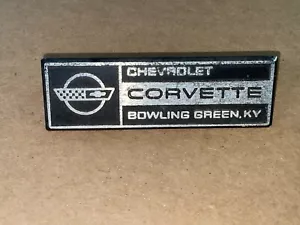 CHEVROLET
CORVETTE
BOWLING GREEN, KY